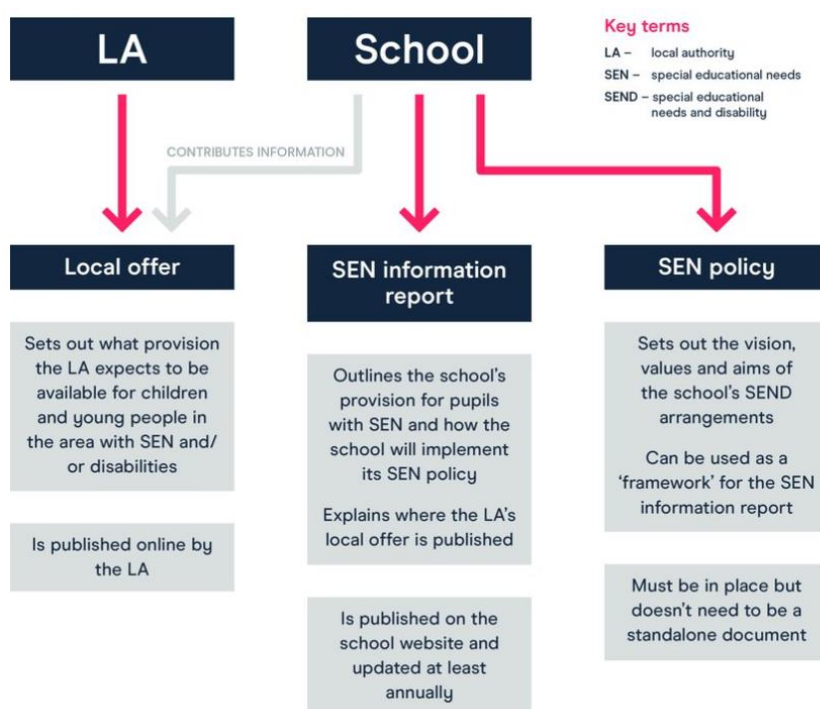 LA
School
Key terms
LA – local authority
SEN – special educational needs
SEND – special educational
needs and disability
CONTRIBUTES INFORMATION
Local offer
Sets out what provision
the LA expects to be
available for children
and young people in
the area with SEN and/
or disabilities
Is published online by
the LA
SEN information
report
Outlines the school's
provision for pupils
with SEN and how the
school will implement
its SEN policy
Explains where the LA's
local offer is published
Is published on the
school website and
updated at least
annually
SEN policy
Sets out the vision,
values and aims of
the school's SEND
arrangements
Can be used as a
‘framework’ for the SEN
information report
Must be in place but
doesn't need to be a
standalone document